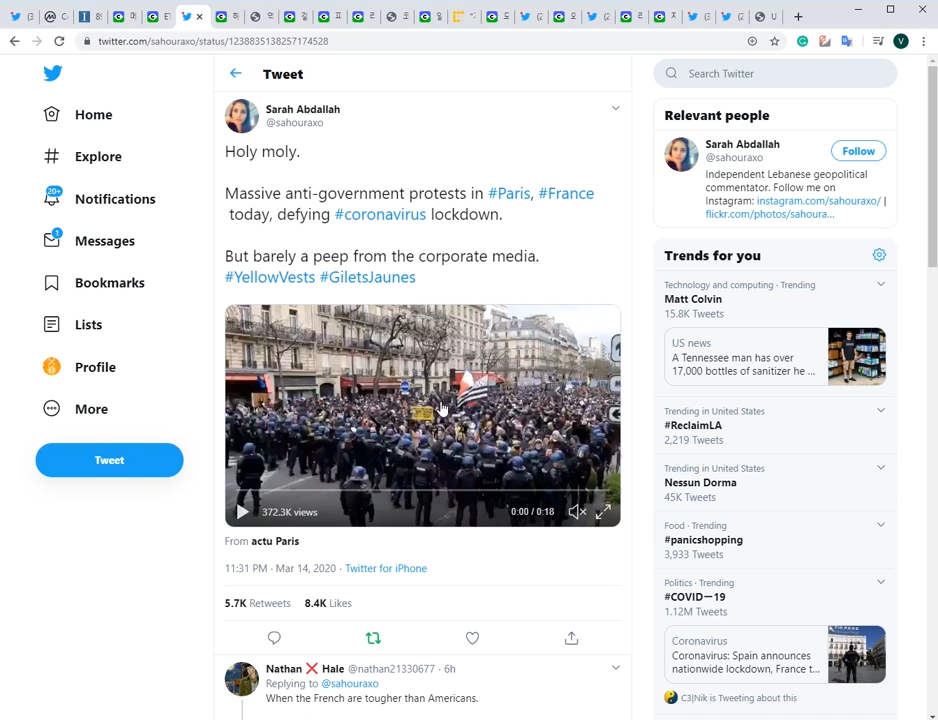 twitter.com/sahouraxo/status/1238835138257174528
Home
Explore
20+
Notifications
1
Messages
Bookmarks
Lists
Profile
More
Tweet
Tweet
Sarah Abdallah
@sahouraxo
Holy moly.
Massive anti-government protests in #Paris, #France
today, defying #coronavirus lockdown.
But barely a peep from the corporate media.
#YellowVests #GiletsJaunes
372.3K views
0:00 / 0:18
From actu Paris
11:31 PM · Mar 14, 2020 · Twitter for iPhone
5.7K Retweets 8.4K Likes
Nathan ❌ Hale @nathan21330677 · 6h
Replying to @sahouraxo
When the French are tougher than Americans.
Search Twitter
Relevant people
Sarah Abdallah
@sahouraxo
Follow
Independent Lebanese geopolitical
commentator. Follow me on
Instagram: instagram.com/sahouraxo/ |
flickr.com/photos/sahoura...
Trends for you
Technology and computing · Trending
Matt Colvin
15.8K Tweets
US news
A Tennessee man has over
17,000 bottles of sanitizer he ...
Trending in United States
#ReclaimLA
2,219 Tweets
Trending in United States
Nessun Dorma
45K Tweets
Food · Trending
#panicshopping
3,933 Tweets
Politics · Trending
#COVID—19
1.12M Tweets
Coronavirus
Coronavirus: Spain announces
nationwide lockdown, France t...
C3|Nik is Tweeting about this